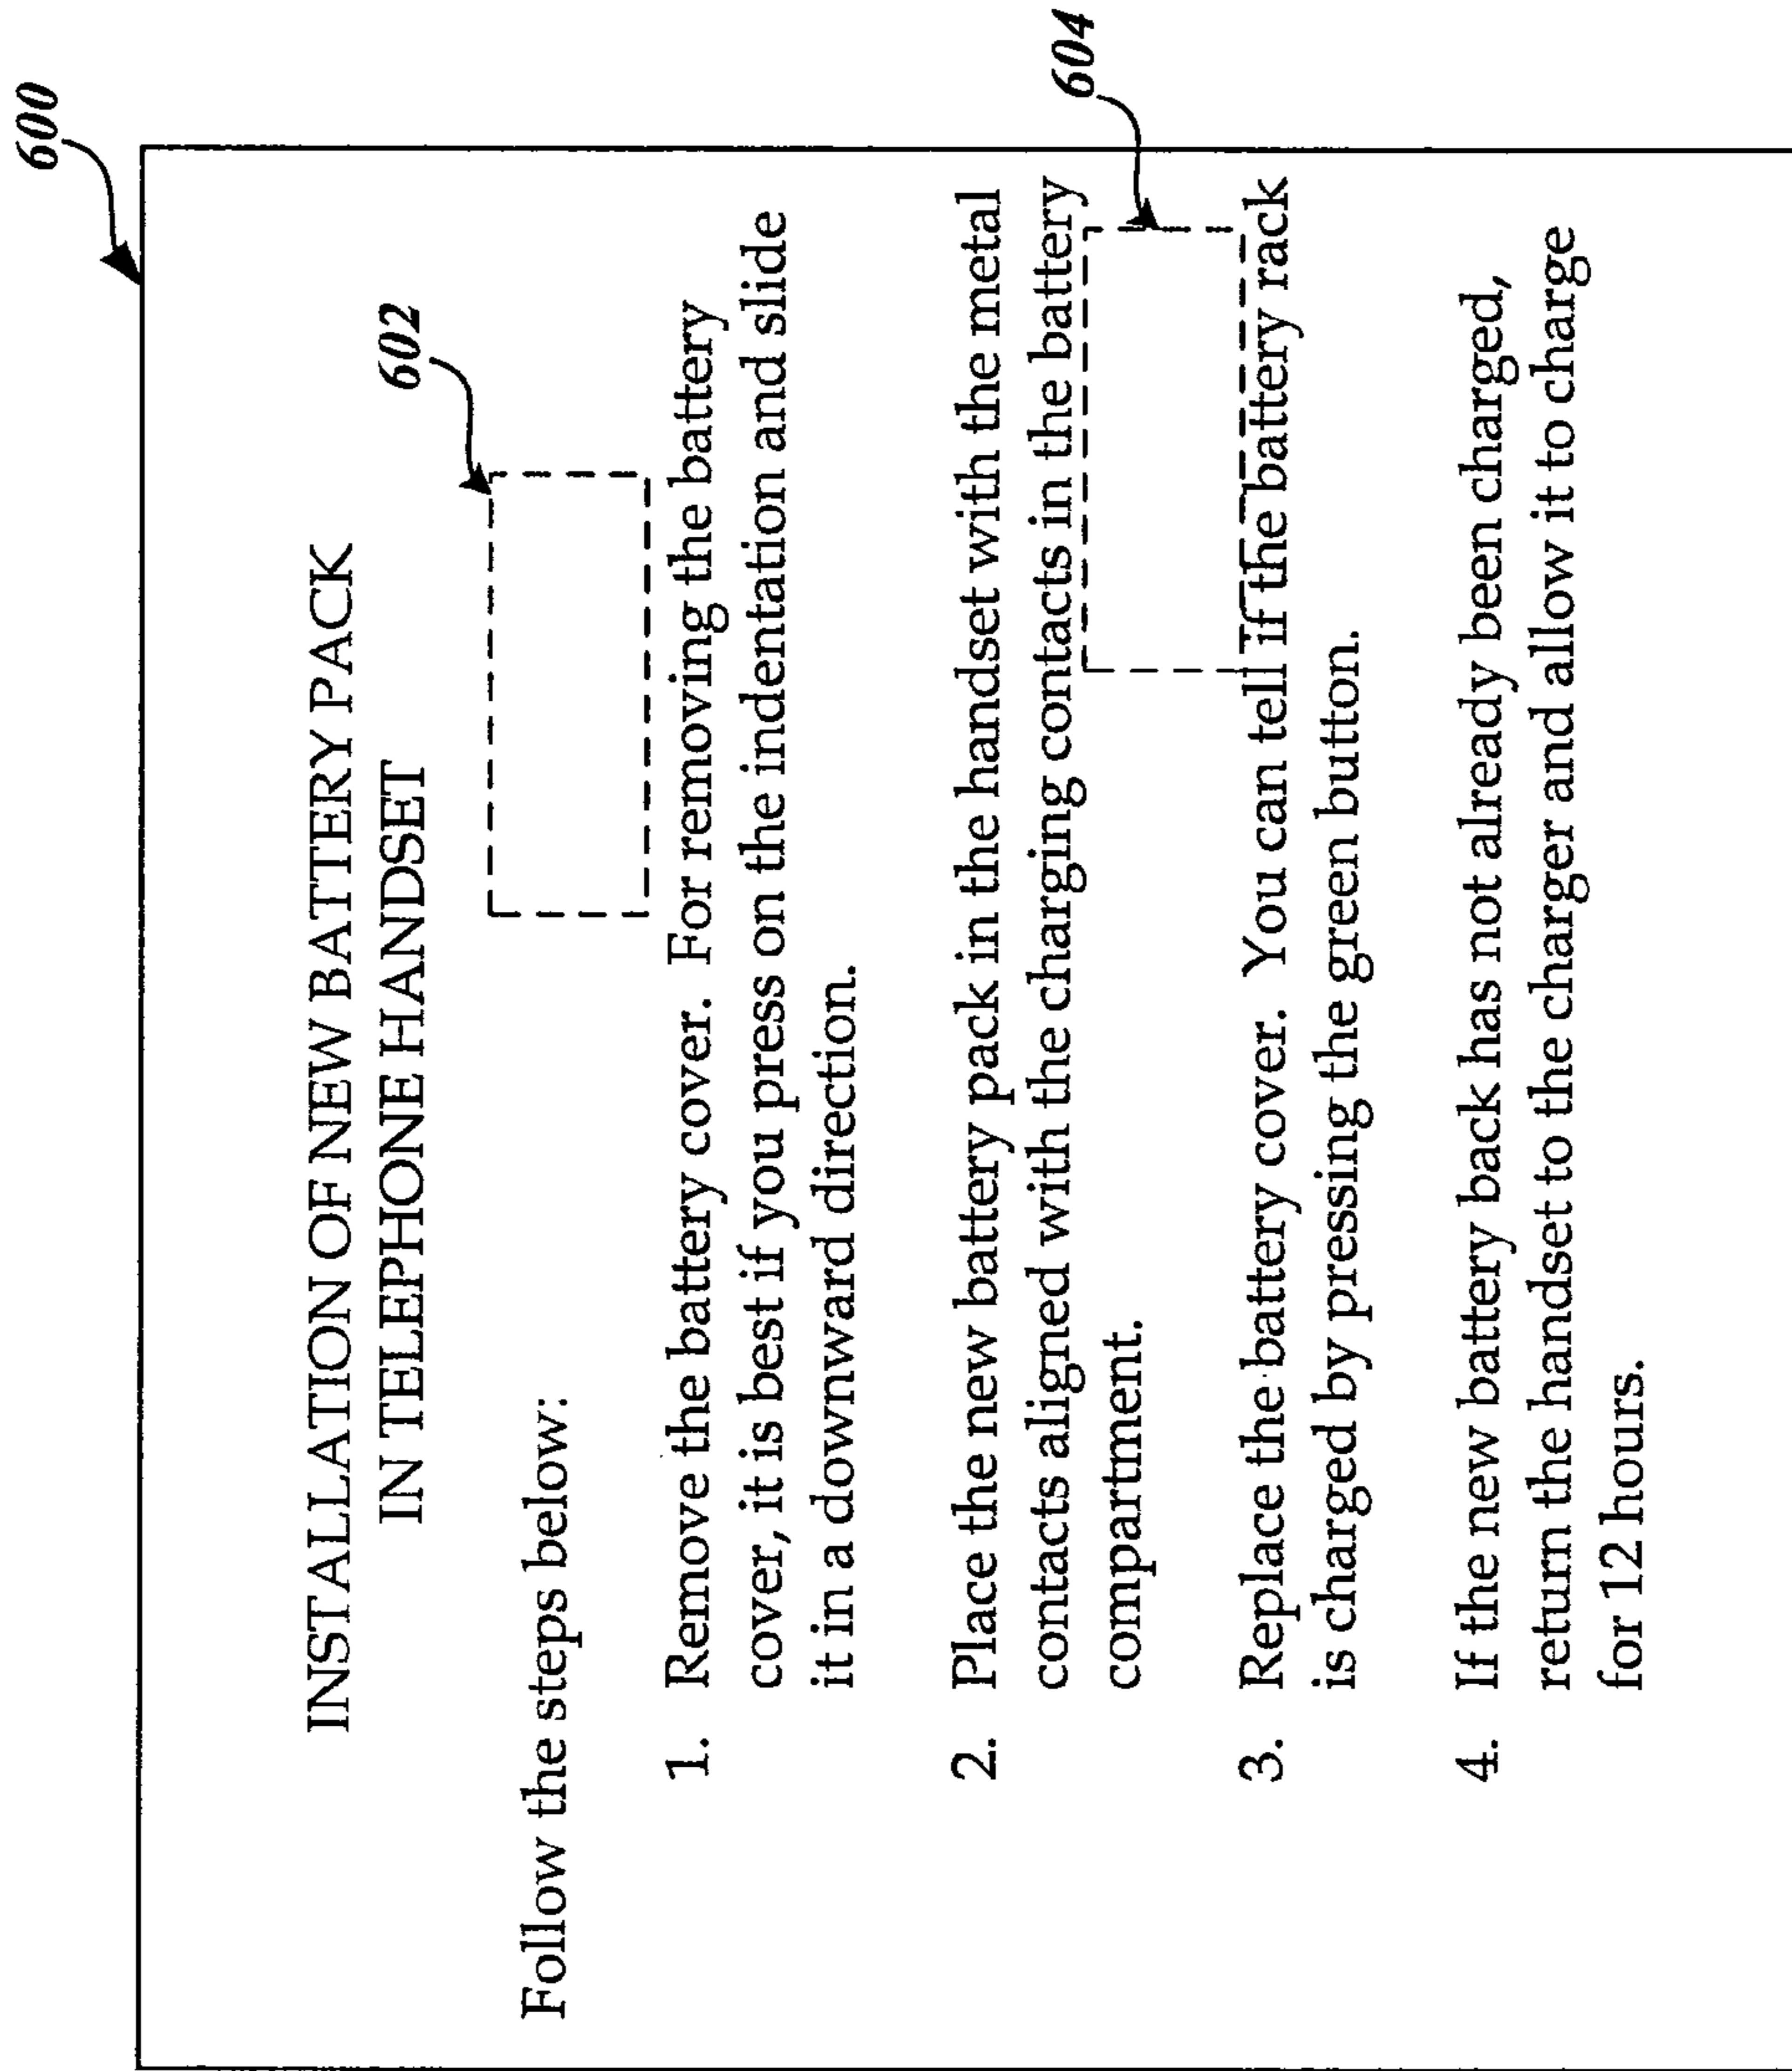 600
INSTALLATION OF NEW BATTERY PACK
IN TELEPHONE HANDSET
602
Follow the steps below:
1. Remove the battery cover. For removing the battery
cover, it is best if you press on the indentation and slide
it in a downward direction.
2. Place the new battery pack in the handset with the metal
contacts aligned with the charging contacts in the battery
compartment.
604
3. Replace the battery cover. You can tell if the battery rack
is charged by pressing the green button.
4. If the new battery back has not already been charged,
return the handset to the charger and allow it to charge
for 12 hours.